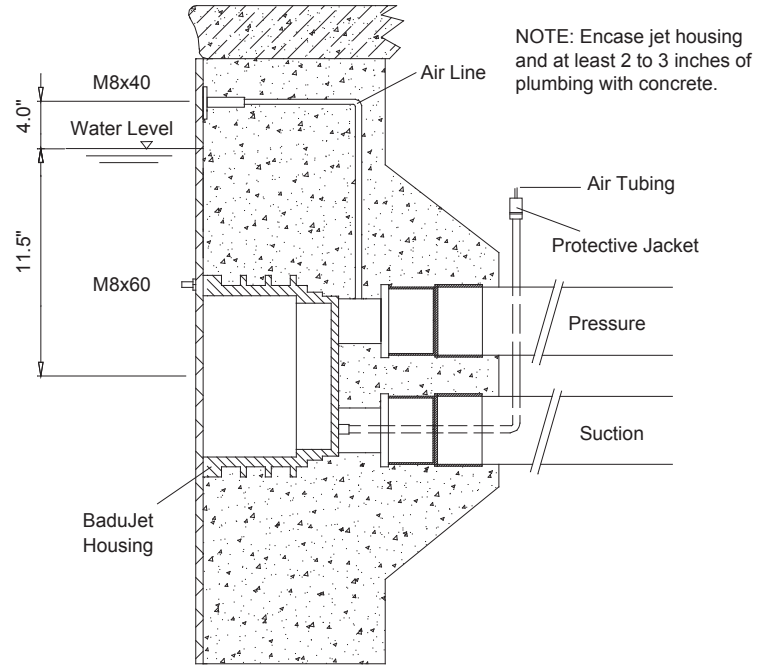 NOTE: Encase jet housing
and at least 2 to 3 inches of
plumbing with concrete.
Air Line
M8x40
4.0"
Water Level
Air Tubing
Protective Jacket
11.5"
M8x60
Pressure
Suction
BaduJet
Housing